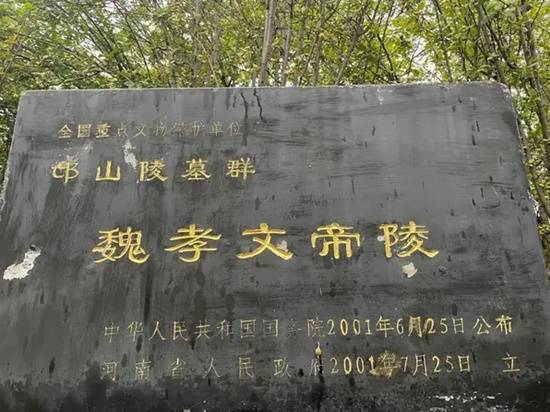 全国重点文物保护单位
邙山陵墓群
魏孝文帝陵
中华人民共和国国务院2001年6月25日公布
河南省人民政府2001年7月25日 立